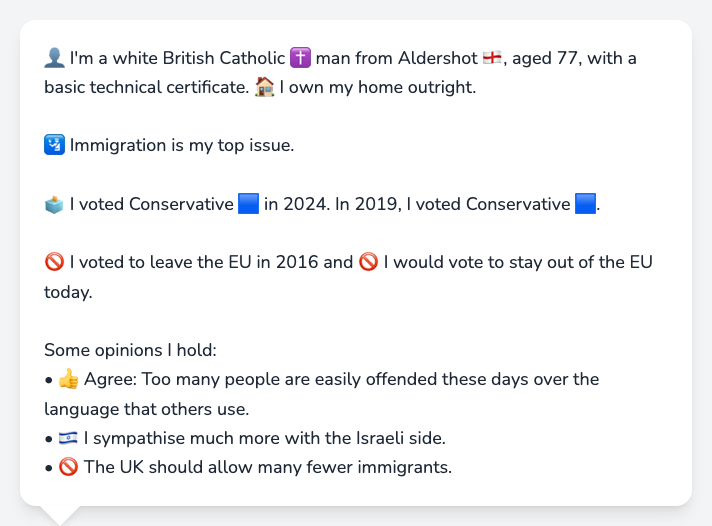 👤 I'm a white British Catholic ✝️ man from Aldershot 🏴󠁧󠁢󠁥󠁮󠁧󠁿, aged 77, with a
basic technical certificate. 🏠 I own my home outright.
🛂 Immigration is my top issue.
🗳️ I voted Conservative 🟦 in 2024. In 2019, I voted Conservative 🟦.
🚫 I voted to leave the EU in 2016 and 🚫 I would vote to stay out of the EU
today.
Some opinions I hold:
• 👍 Agree: Too many people are easily offended these days over the
language that others use.
• 🇮🇱 I sympathise much more with the Israeli side.
• 🚫 The UK should allow many fewer immigrants.